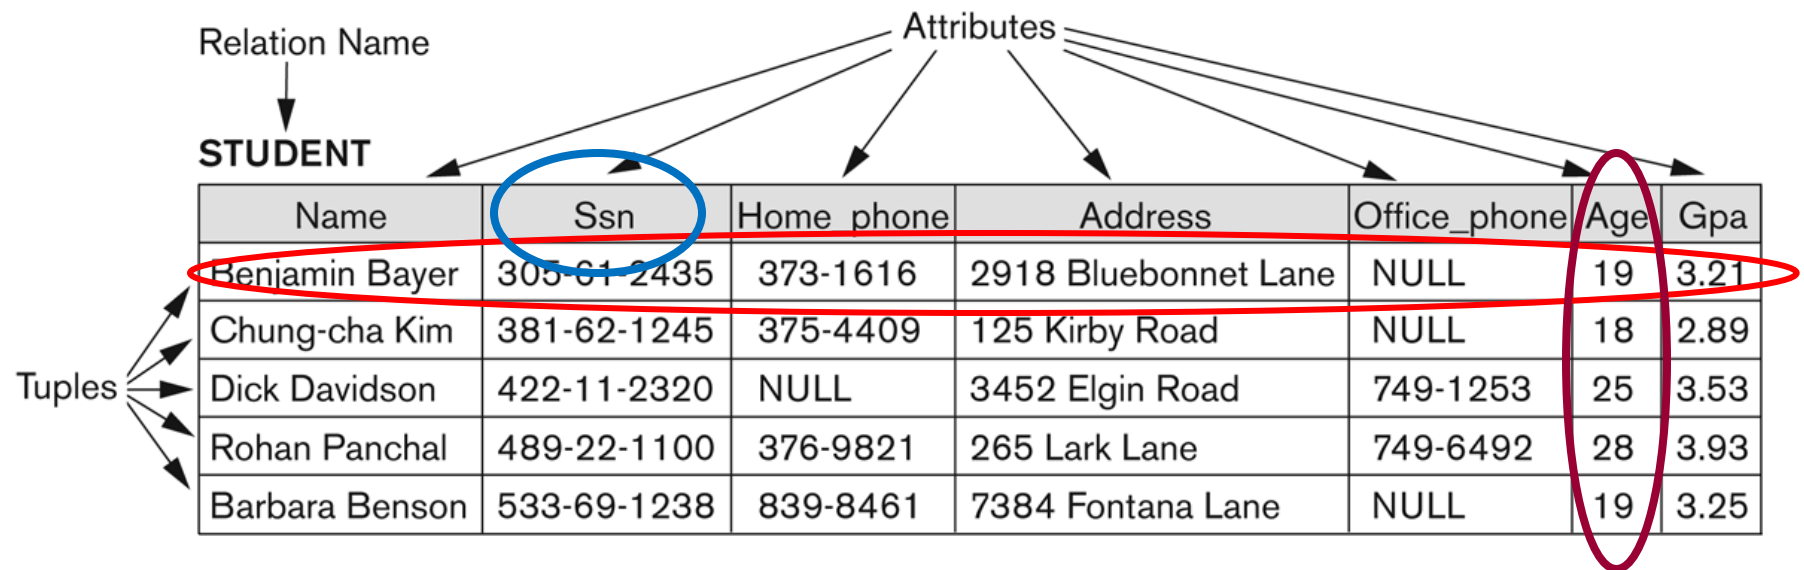 Attributes
Relation Name
STUDENT
Name Ssn Home_phone Address Office_phone Age Gpa
Benjamin Bayer 305-61-2435 373-1616 2918 Bluebonnet Lane NULL 19 3.21
Chung-cha Kim 381-62-1245 375-4409 125 Kirby Road NULL 18 2.89
Tuples Dick Davidson 422-11-2320 NULL 3452 Elgin Road 749-1253 25 3.53
Rohan Panchal 489-22-1100 376-9821 265 Lark Lane 749-6492 28 3.93
Barbara Benson 533-69-1238 839-8461 7384 Fontana Lane NULL 19 3.25